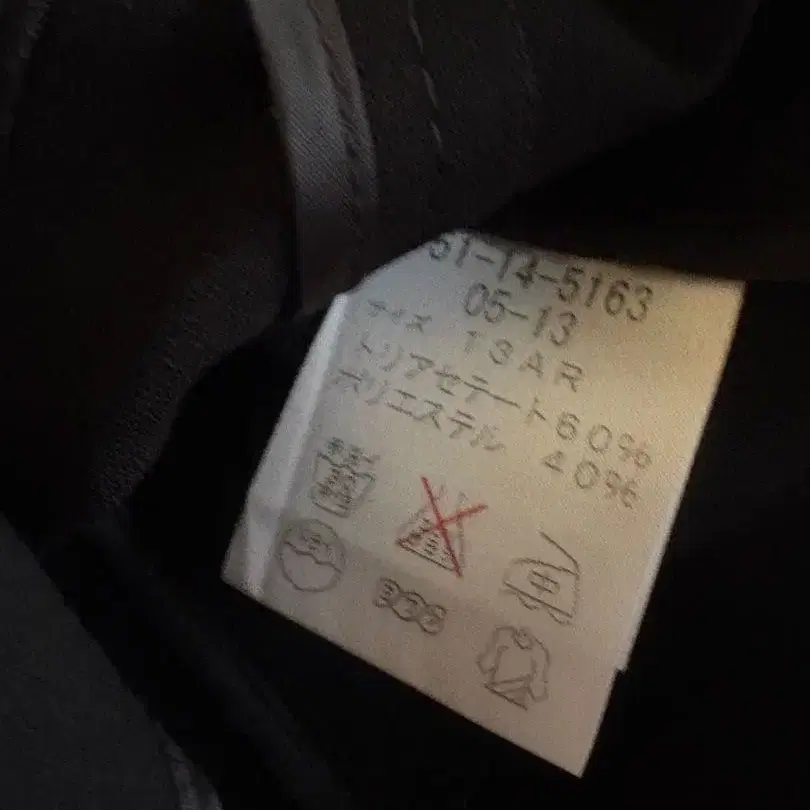 51-14-5163
05-13
サイズ 13AR
トリアセテート60%
ポリエステル 40%